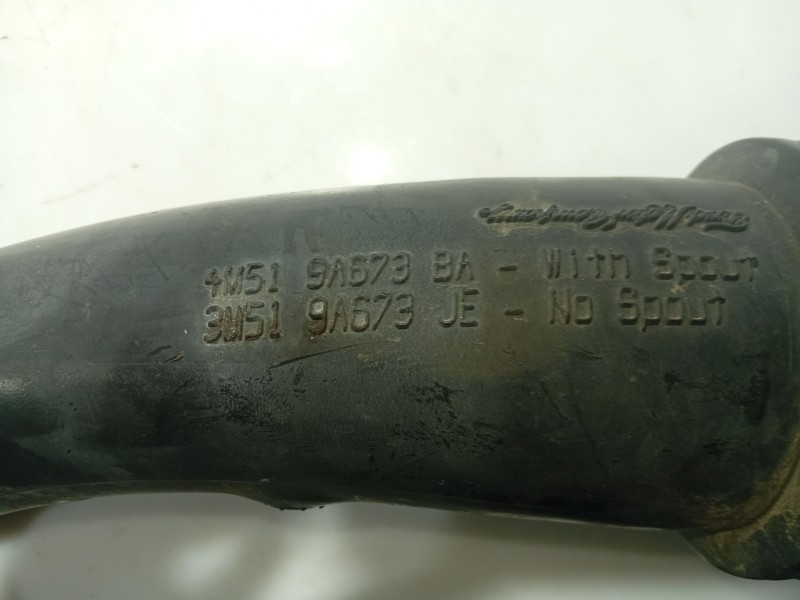 4M51 9A673 BA - With Spout
3M51 9A673 JE - No Spout